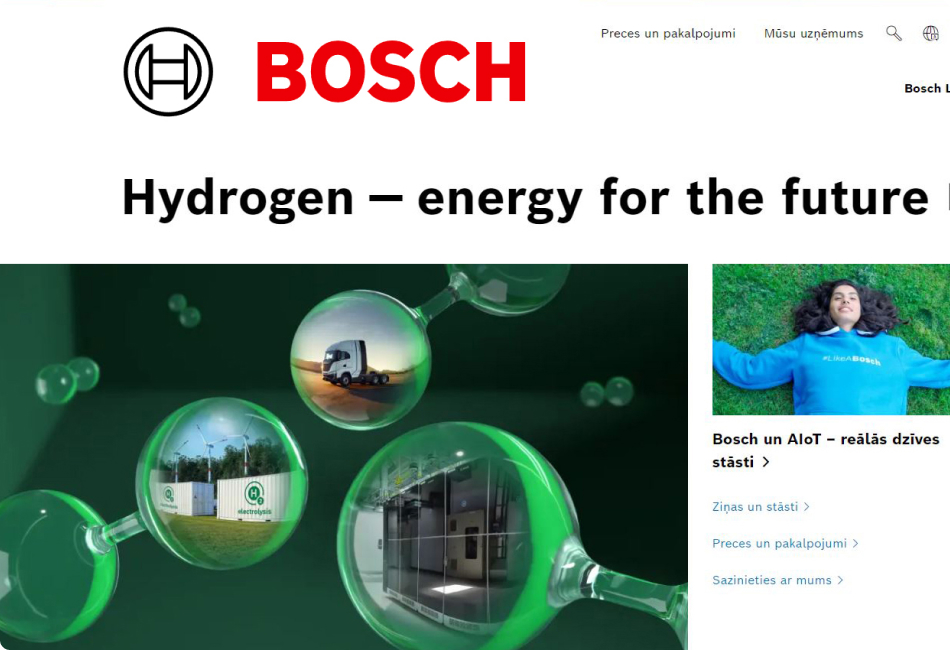 BOSCH
Preces un pakalpojumi
Mūsu uzņēmums
Bosch L
Hydrogen — energy for the future
H₂
electrolysis
#LikeABosch
Bosch un AIoT – reālās dzīves
stāsti
Ziņas un stāsti
Preces un pakalpojumi
Sazinieties ar mums